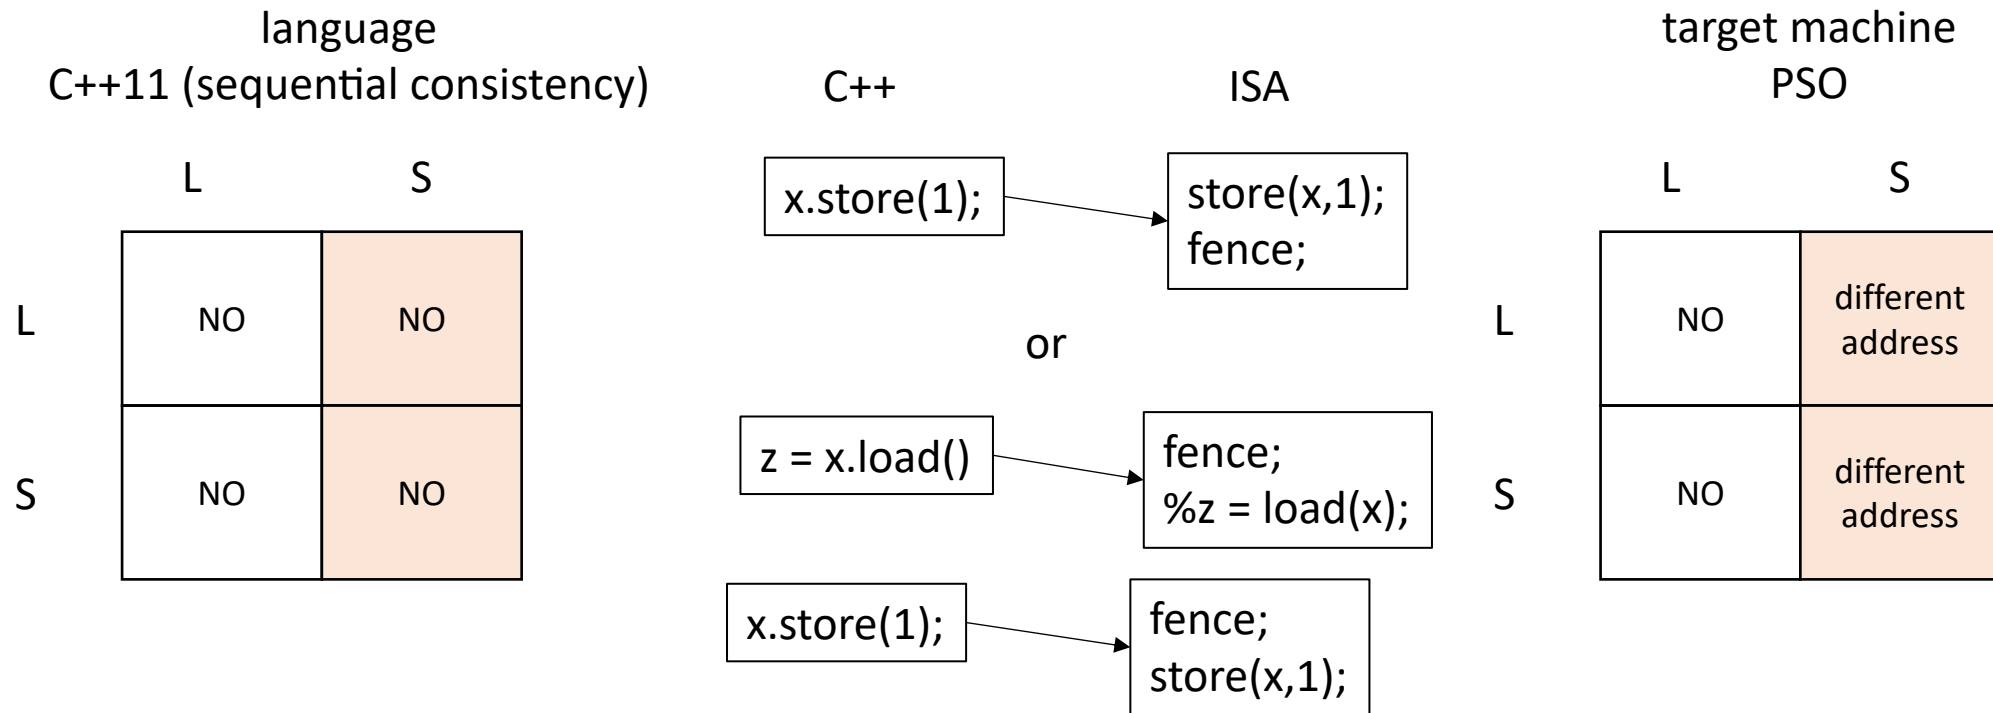 language
C++11 (sequential consistency)
L S
L NO NO
S NO NO
C++ ISA
x.store(1);
store(x,1);
fence;
or
z = x.load()
fence;
%z = load(x);
x.store(1);
fence;
store(x,1);
target machine
PSO
L S
L NO different
address
S NO different
address